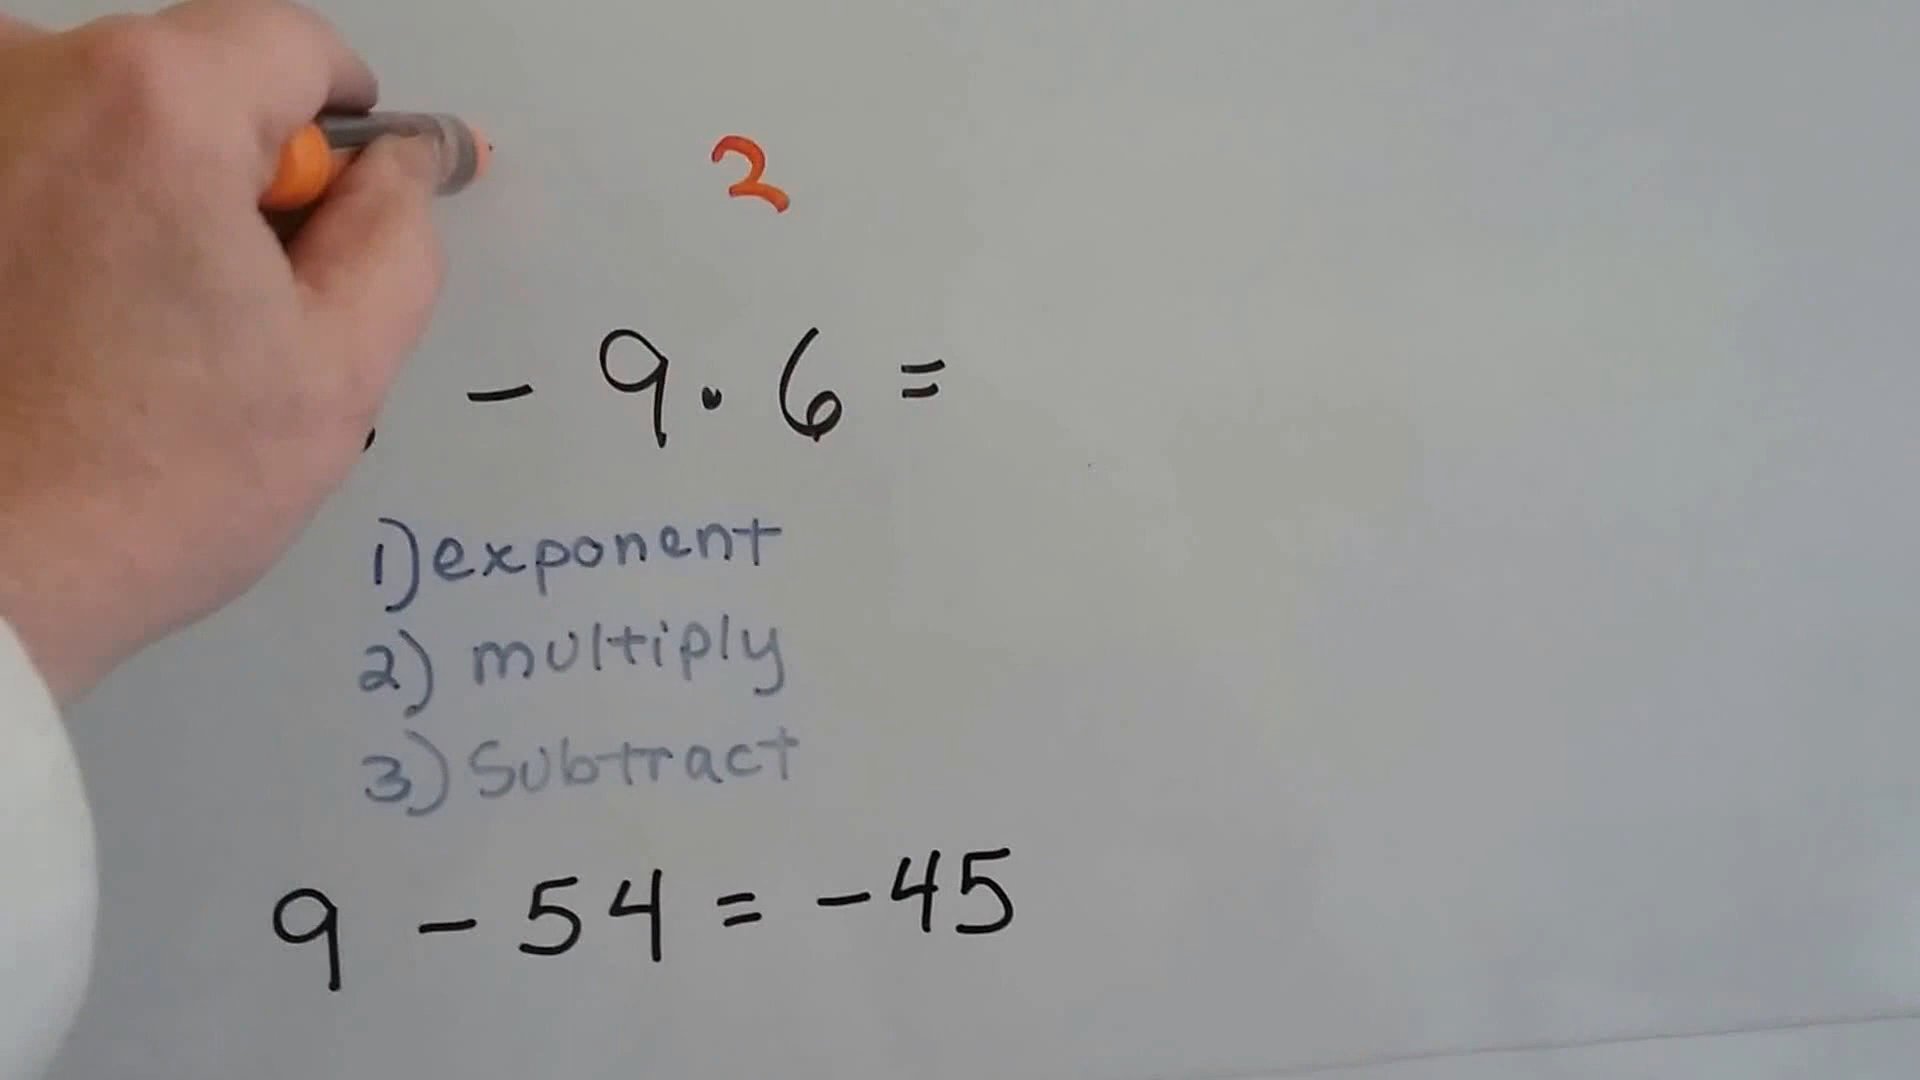 2
- 9 . 6 =
1) exponent
2) multiply
3) Subtract
9 - 54 = -45